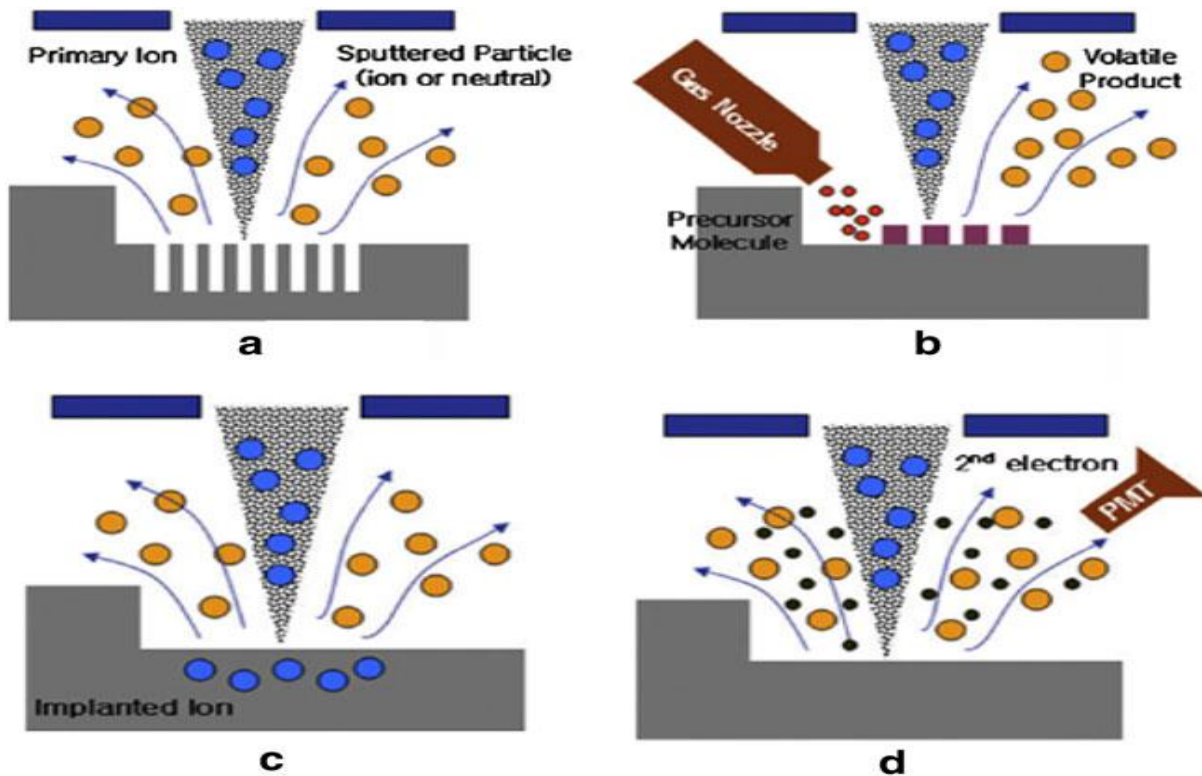 Primary Ion
Sputtered Particle
(ion or neutral)
a
Gas Nozzle
Volatile
Product
Precursor
Molecule
b
Implanted Ion
c
2nd electron
PMT
d